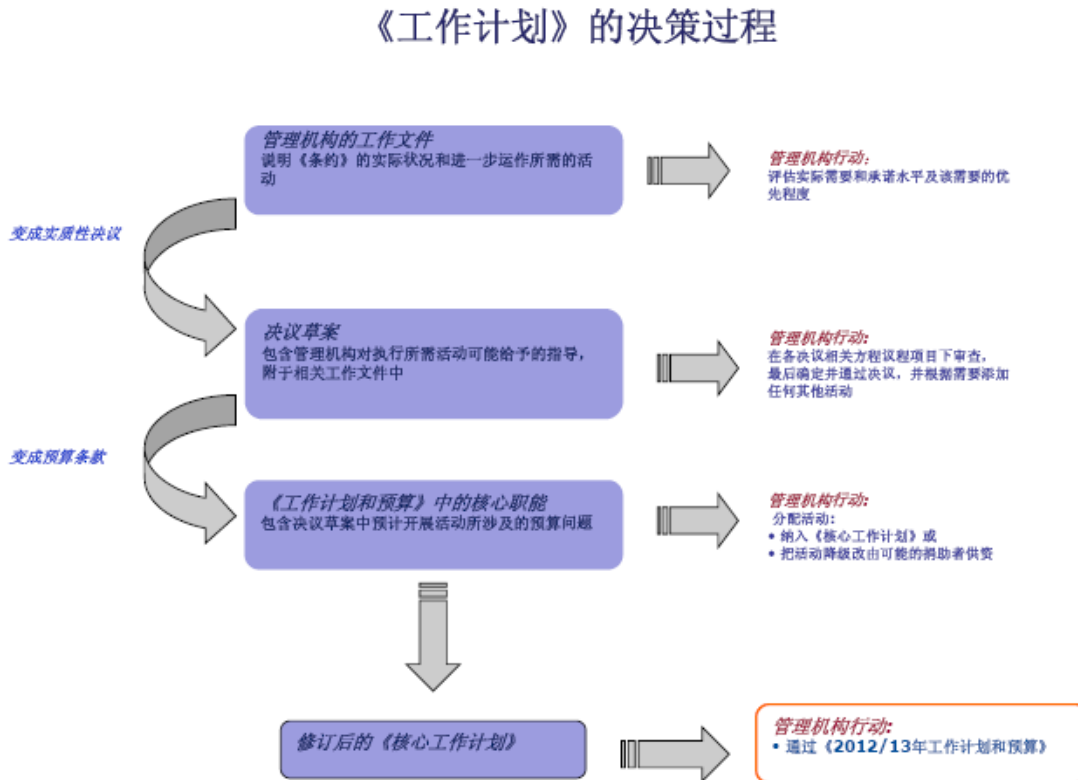 《工作计划》的决策过程
管理机构的工作文件
说明《条约》的实际状况和进一步运作所需的活
动
管理机构行动：
评估实际需要和承诺水平及该需要的优
先程度
变成实质性决议
决议草案
包含管理机构对执行所需活动可能给予的指导，
附于相关工作文件中
管理机构行动:
在各决议相关方程议程项目下审查，
最后确定并通过决议，并根据需要添加
任何其他活动
变成预算条款
《工作计划和预算》中的核心职能
包含决议草案中预计开展活动所涉及的预算问题
管理机构行动:
分配活动:
• 纳入《核心工作计划》或
• 把活动降级改由可能的捐助者供资
修订后的《核心工作计划》
管理机构行动:
• 通过《2012/13年工作计划和预算》